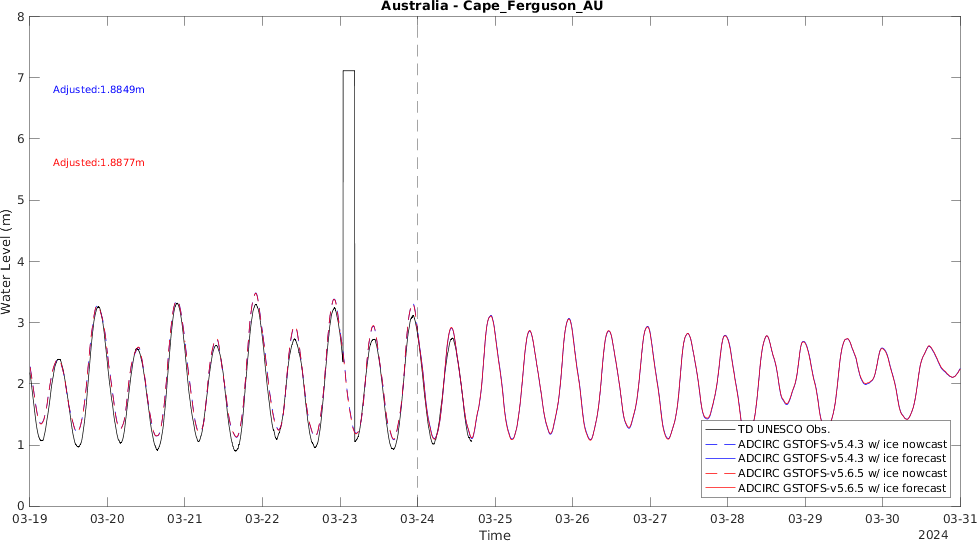 Australia - Cape_Ferguson_AU
8
7
Adjusted:1.8849m
6
Adjusted:1.8877m
5
4
3
2
1
0
Water Level (m)
TD UNESCO Obs.
ADCIRC GSTOFS-v5.4.3 w/ ice nowcast
ADCIRC GSTOFS-v5.4.3 w/ ice forecast
ADCIRC GSTOFS-v5.6.5 w/ ice nowcast
ADCIRC GSTOFS-v5.6.5 w/ ice forecast
03-19 03-20 03-21 03-22 03-23 03-24 03-25 03-26 03-27 03-28 03-29 03-30 03-31
Time
2024